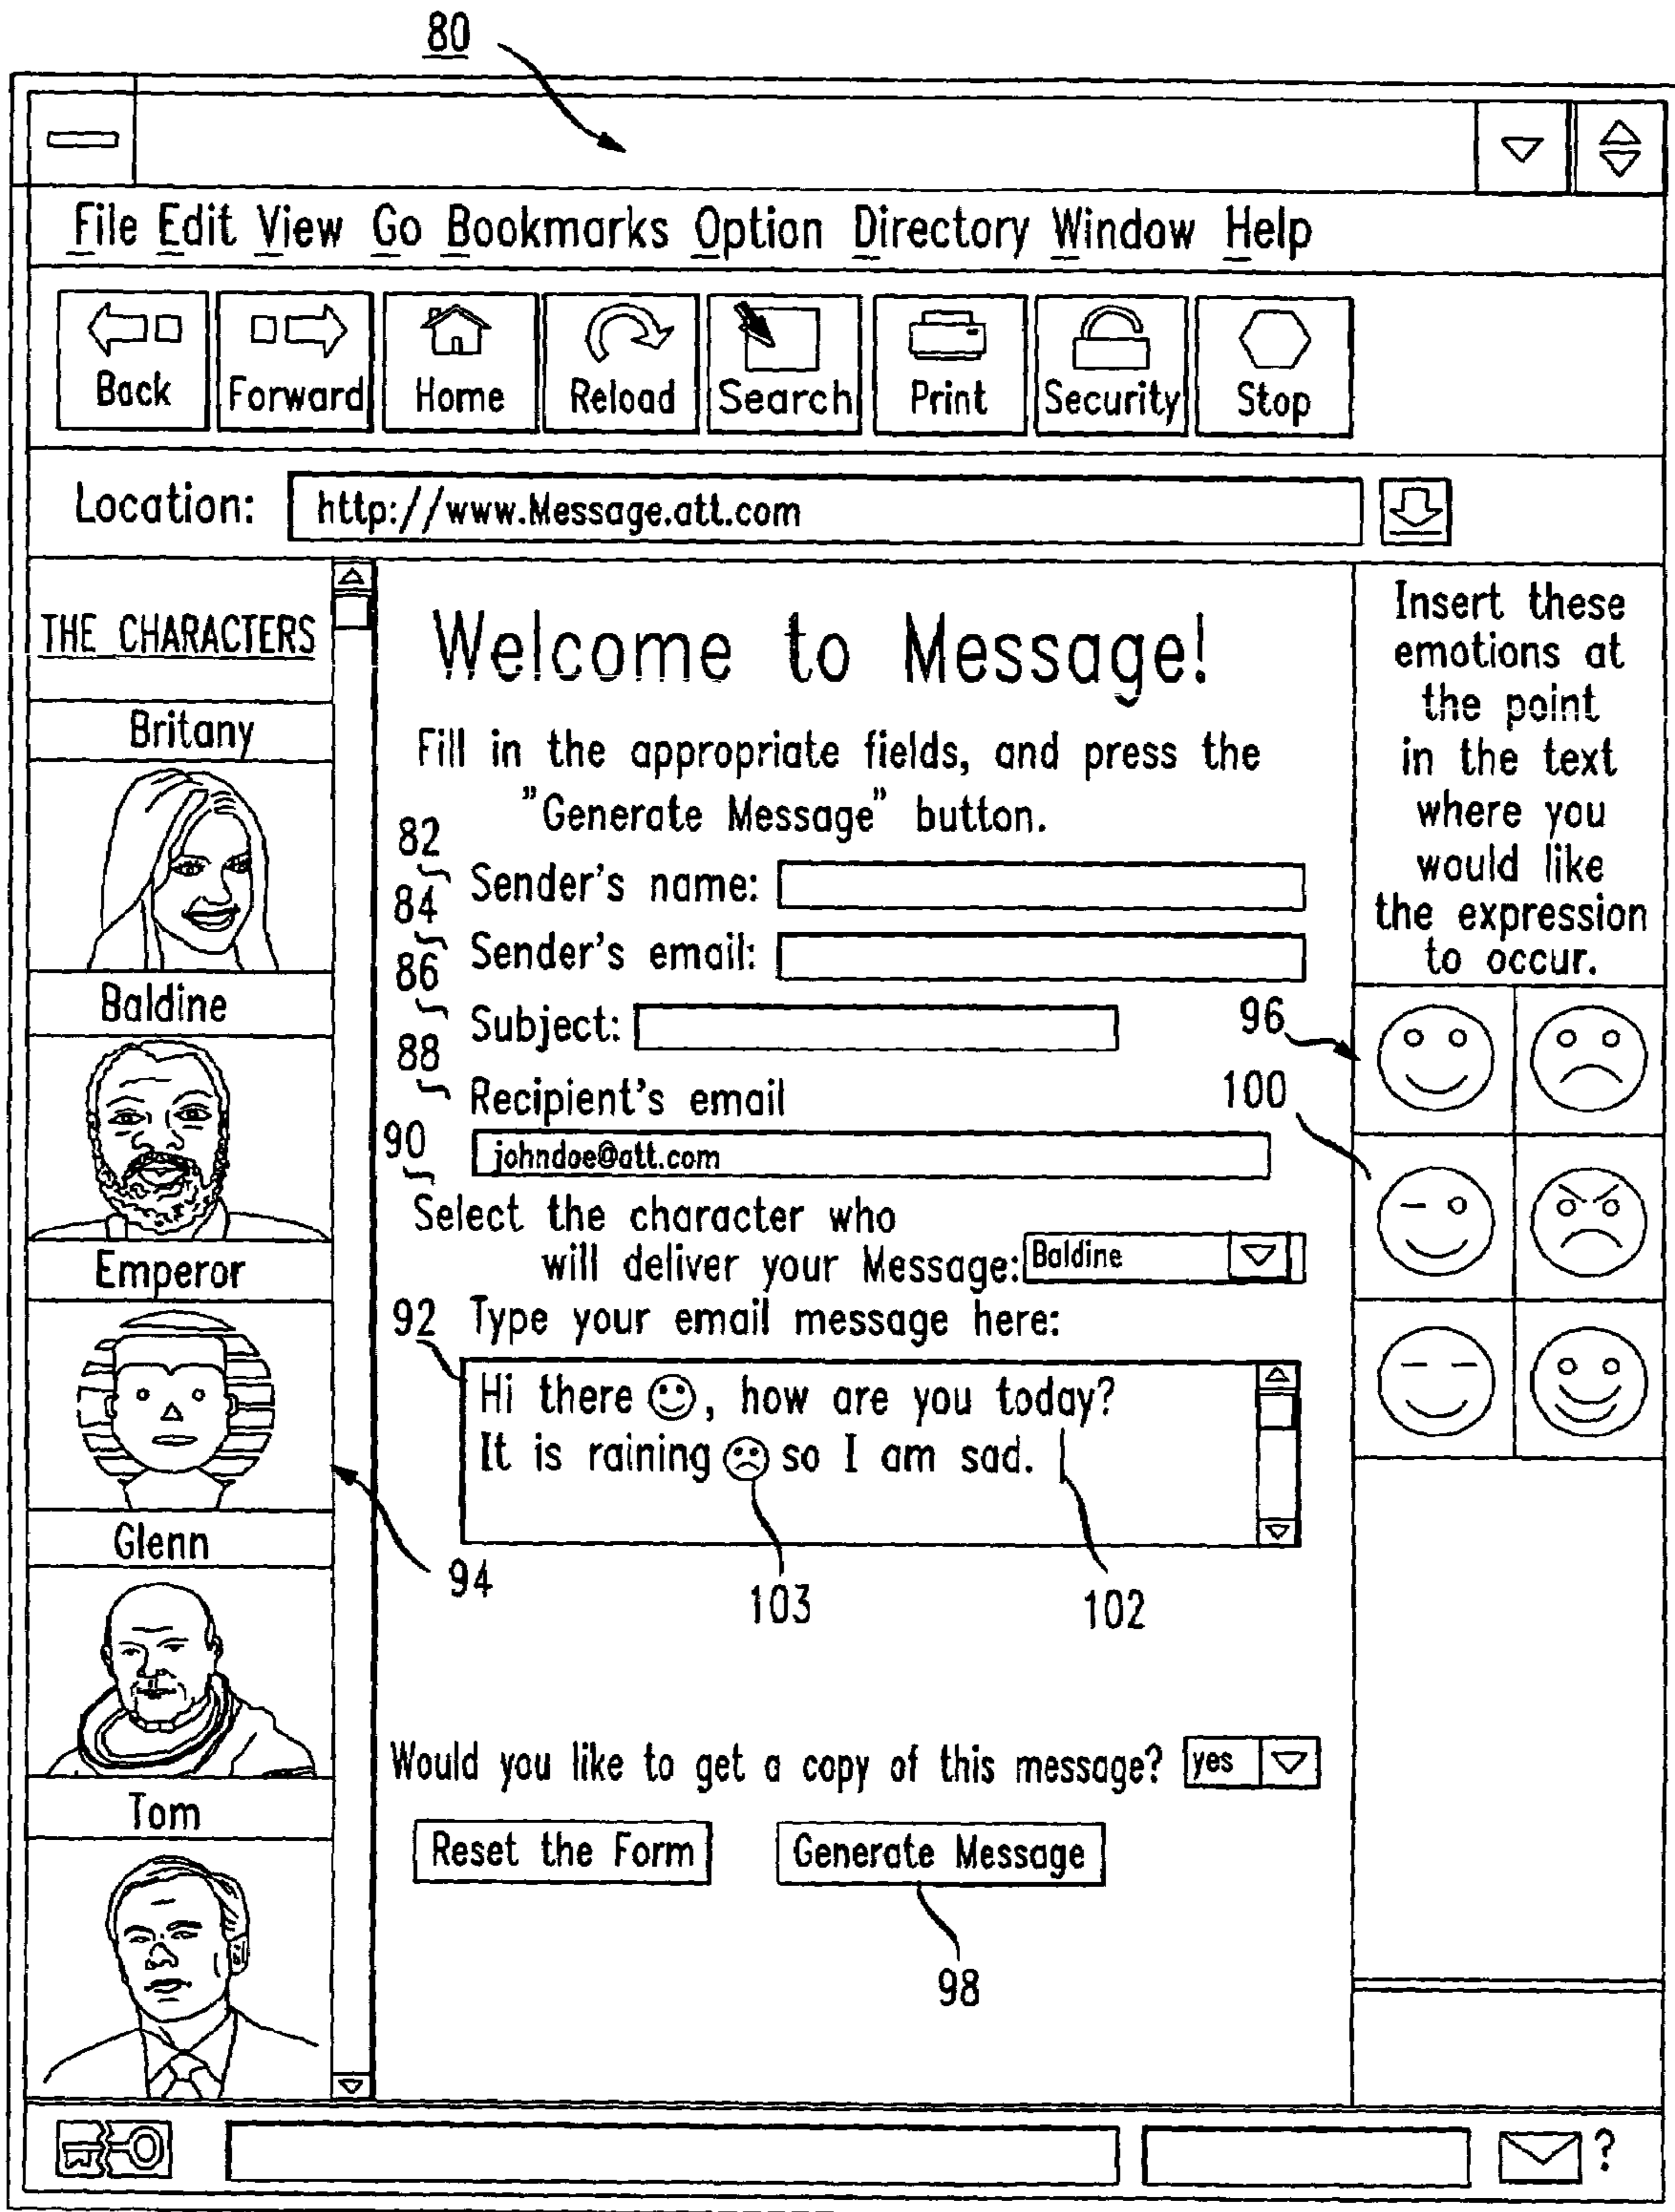 80
File Edit View Go Bookmarks Option Directory Window Help
Back Forward Home Reload Search Print Security Stop
Location: http://www.Message.att.com
THE CHARACTERS
Britany
Baldine
Emperor
Glenn
Tom
Welcome to Message!
Fill in the appropriate fields, and press the
"Generate Message" button.
82 Sender's name:
84 Sender's email:
86 Subject:
88 Recipient's email
90 johndoe@att.com
Select the character who
will deliver your Message: Baldine
92 Type your email message here:
Hi there , how are you today?
It is raining so I am sad.
94
103
102
Would you like to get a copy of this message? yes
Reset the Form Generate Message
98
Insert these
emotions at
the point
in the text
where you
would like
the expression
to occur.
96
100
?